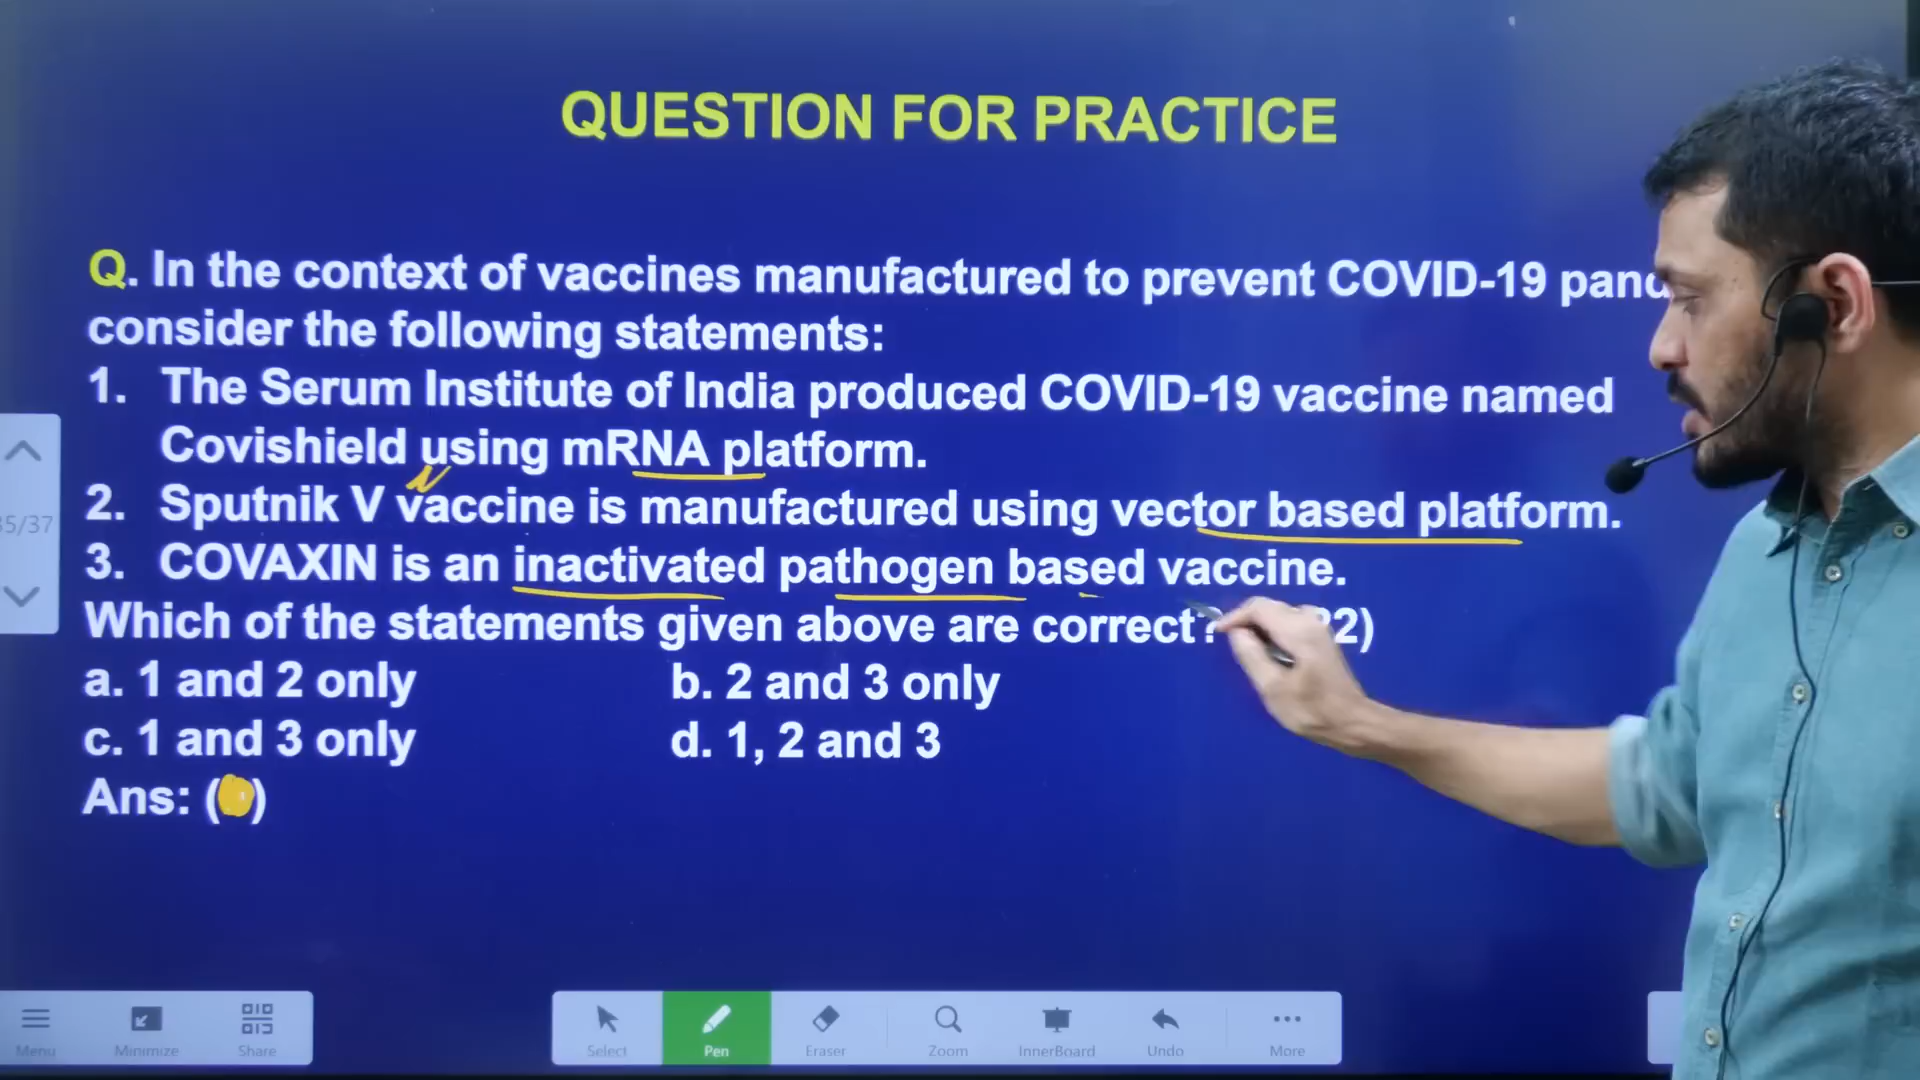 QUESTION FOR PRACTICE
Q. In the context of vaccines manufactured to prevent COVID-19
consider the following statements:
1. The Serum Institute of India produced COVID-19 vaccine named
Covishield using mRNA platform.
2. Sputnik V vaccine is manufactured using vector based platform.
3. COVAXIN is an inactivated pathogen based vaccine.
35/37
Which of the statements given above are correct? 22)
a. 1 and 2 only b. 2 and 3 only
c. 1 and 3 only d. 1, 2 and 3
Ans: ( )
Menu Minimize Share Select Pen Eraser Zoom InnerBoard Undo More